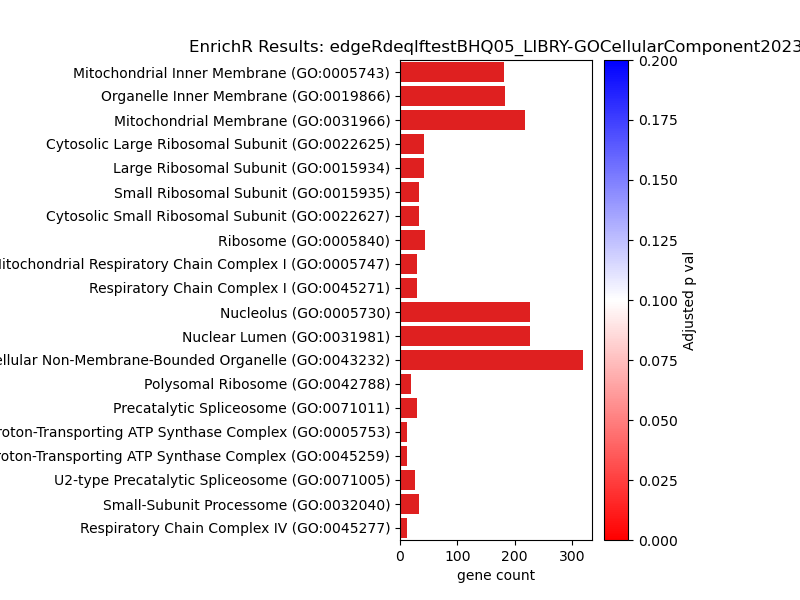 EnrichR Results: edgeRdeqlftestBHQ05_LIBRY-GOCellularComponent2023
Mitochondrial Inner Membrane (GO:0005743)
Organelle Inner Membrane (GO:0019866)
Mitochondrial Membrane (GO:0031966)
Cytosolic Large Ribosomal Subunit (GO:0022625)
Large Ribosomal Subunit (GO:0015934)
Small Ribosomal Subunit (GO:0015935)
Cytosolic Small Ribosomal Subunit (GO:0022627)
Ribosome (GO:0005840)
Mitochondrial Respiratory Chain Complex I (GO:0005747)
Respiratory Chain Complex I (GO:0045271)
Nucleolus (GO:0005730)
Nuclear Lumen (GO:0031981)
ellular Non-Membrane-Bounded Organelle (GO:0043232)
Polysomal Ribosome (GO:0042788)
Precatalytic Spliceosome (GO:0071011)
roton-Transporting ATP Synthase Complex (GO:0005753)
roton-Transporting ATP Synthase Complex (GO:0045259)
U2-type Precatalytic Spliceosome (GO:0071005)
Small-Subunit Processome (GO:0032040)
Respiratory Chain Complex IV (GO:0045277)
0 100 200 300
gene count
0.200
0.175
0.150
0.125
0.100
0.075
0.050
0.025
0.000
Adjusted p val